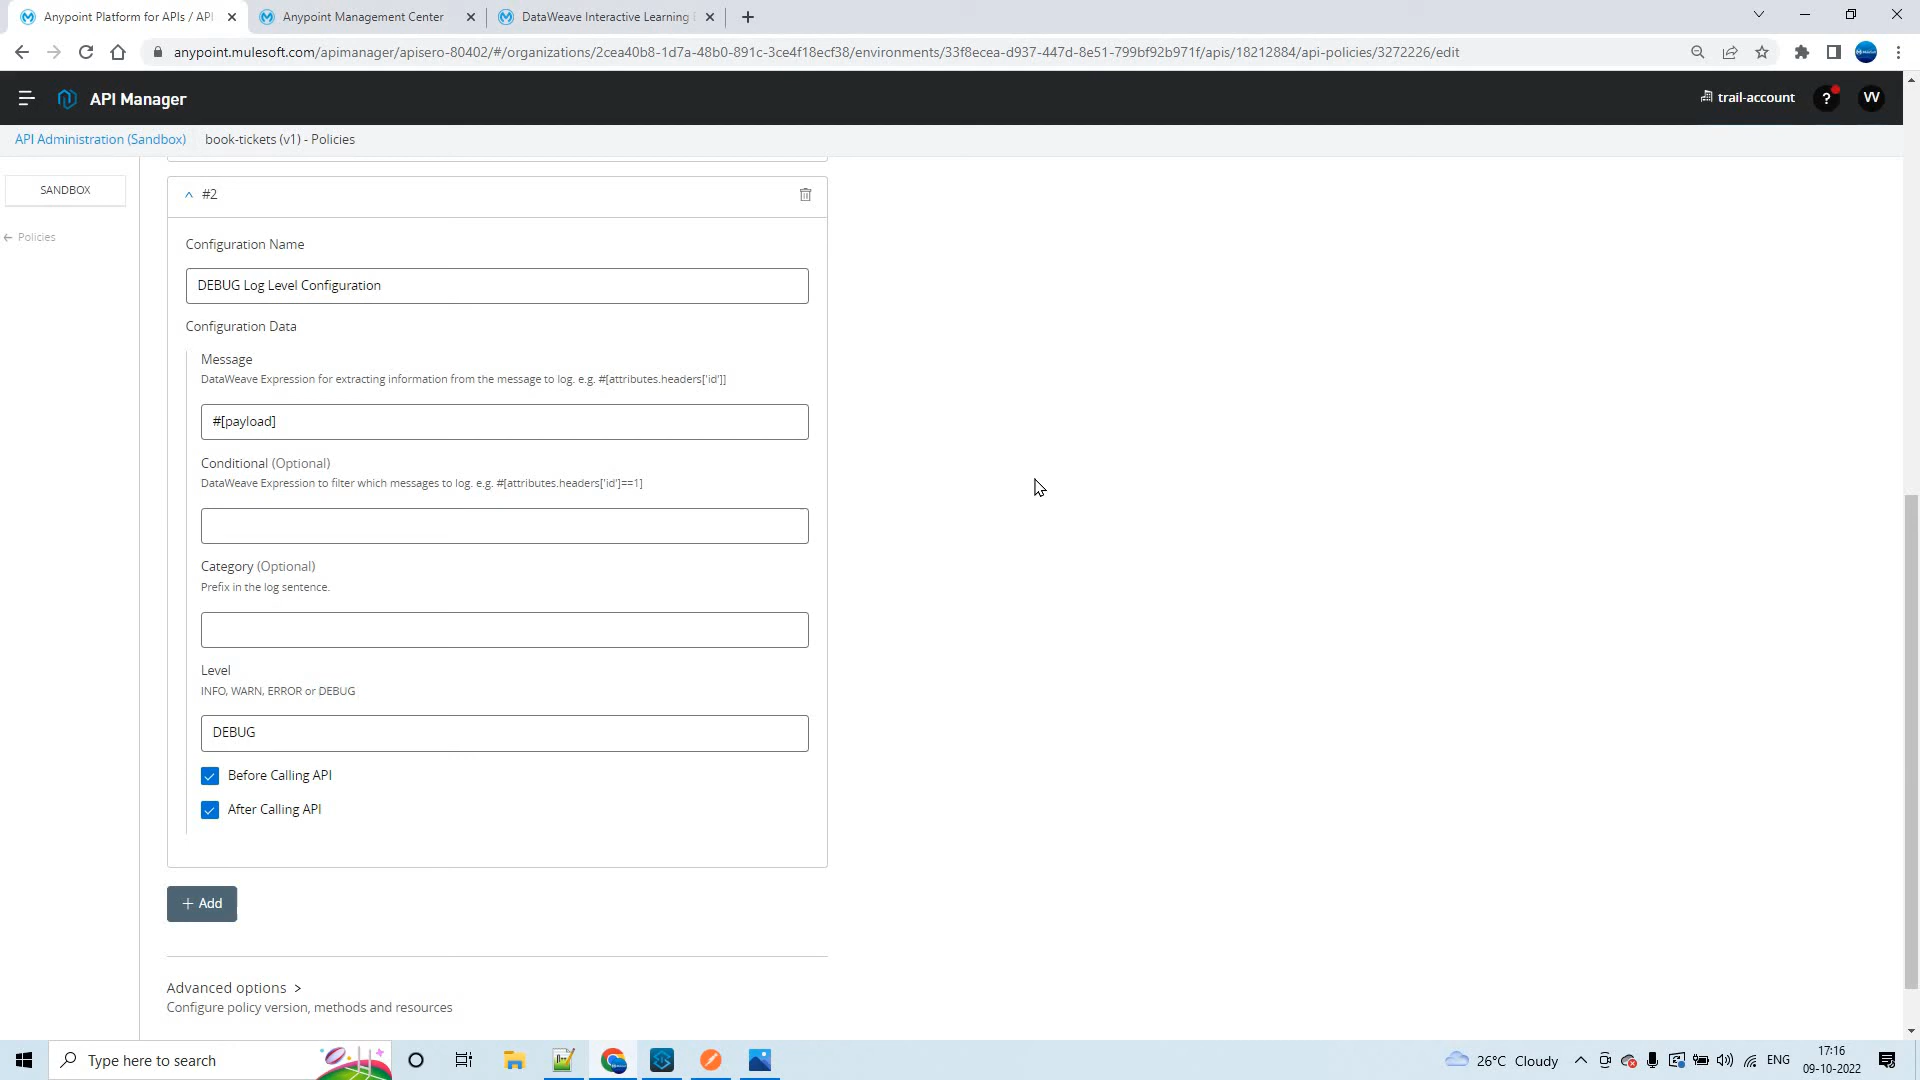 Anypoint Platform for APIs / API
Anypoint Management Center
DataWeave Interactive Learning
anypoint.mulesoft.com/apimanager/apisero-80402/#/organizations/2cea40b8-1d7a-48b0-891c-3ce4f18ecf38/environments/33f8ecea-d937-447d-8e51-799bf92b971f/apis/18212884/api-policies/3272226/edit
API Manager
trail-account
?
VV
API Administration (Sandbox)
book-tickets (v1) - Policies
SANDBOX
Policies
#2
Configuration Name
DEBUG Log Level Configuration
Configuration Data
Message
DataWeave Expression for extracting information from the message to log. e.g. #[attributes.headers['id']]
#[payload]
Conditional (Optional)
DataWeave Expression to filter which messages to log. e.g. #[attributes.headers['id']==1]
Category (Optional)
Prefix in the log sentence.
Level
INFO, WARN, ERROR or DEBUG
DEBUG
Before Calling API
After Calling API
+ Add
Advanced options >
Configure policy version, methods and resources
Type here to search
26°C Cloudy
ENG
17:16
09-10-2022